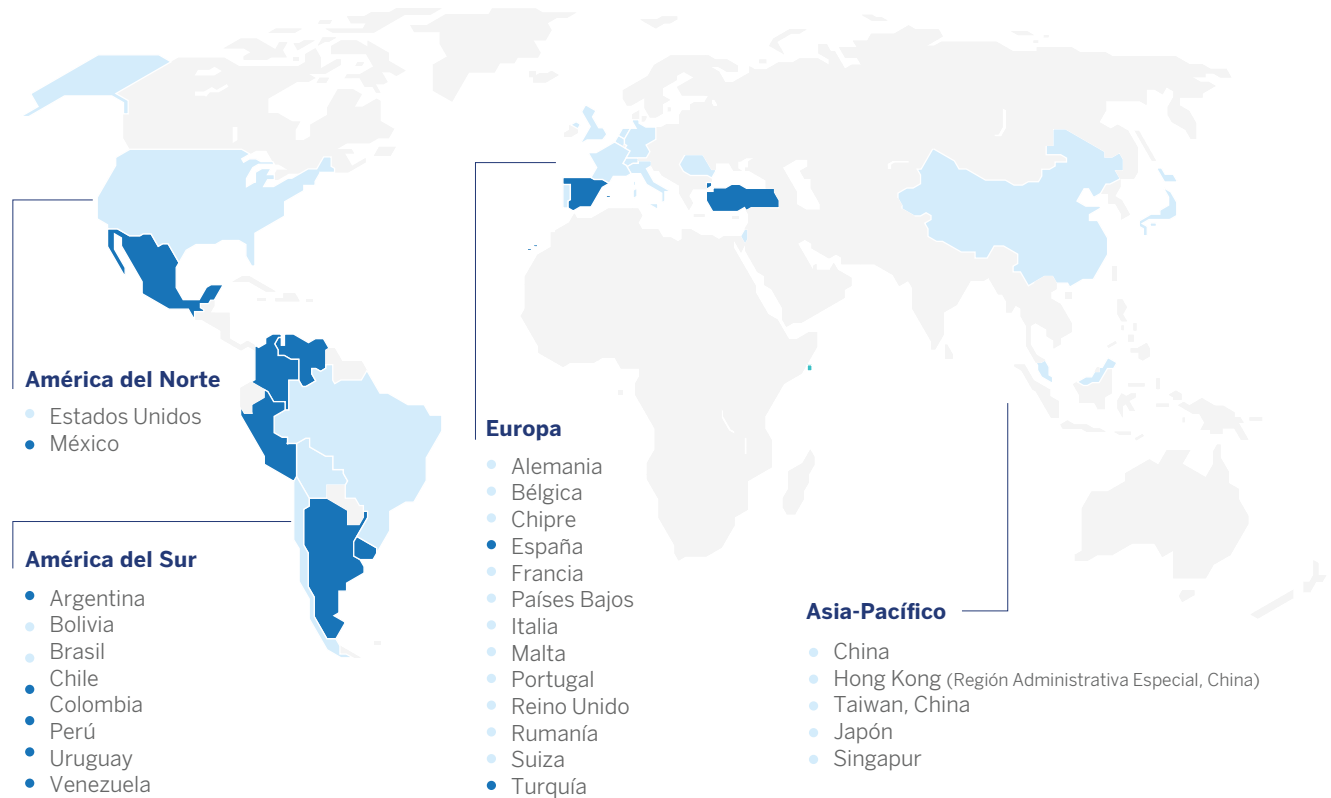 América del Norte
Estados Unidos
México
América del Sur
Argentina
Bolivia
Brasil
Chile
Colombia
Perú
Uruguay
Venezuela
Europa
Alemania
Bélgica
Chipre
España
Francia
Países Bajos
Italia
Malta
Portugal
Reino Unido
Rumanía
Suiza
Turquía
Asia-Pacífico
China
Hong Kong (Región Administrativa Especial, China)
Taiwan, China
Japón
Singapur